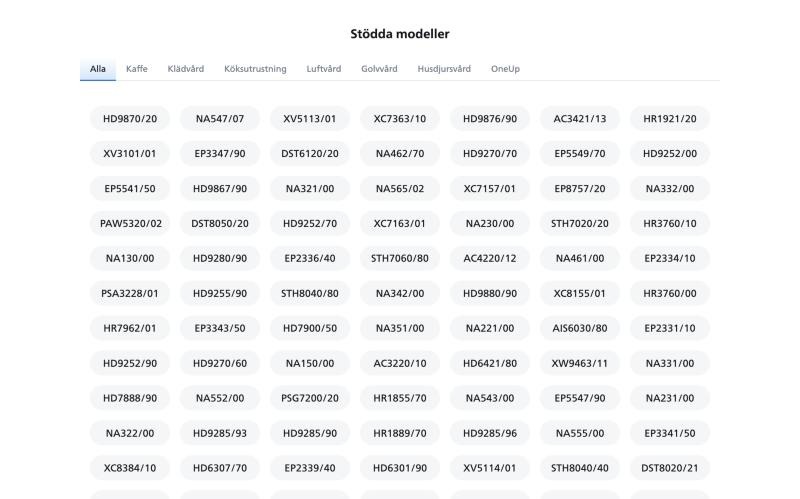 Stödda modeller
Alla Kaffe Klädvård Köksutrustning Luftvård Golvvård Husdjursvård OneUp
HD9870/20 NA547/07 XV5113/01 XC7363/10 HD9876/90 AC3421/13 HR1921/20
XV3101/01 EP3347/90 DST6120/20 NA462/70 HD9270/70 EP5549/70 HD9252/00
EP5541/50 HD9867/90 NA321/00 NA565/02 XC7157/01 EP8757/20 NA332/00
PAW5320/02 DST8050/20 HD9252/70 XC7163/01 NA230/00 STH7020/20 HR3760/10
NA130/00 HD9280/90 EP2336/40 STH7060/80 AC4220/12 NA461/00 EP2334/10
PSA3228/01 HD9255/90 STH8040/80 NA342/00 HD9880/90 XC8155/01 HR3760/00
HR7962/01 EP3343/50 HD7900/50 NA351/00 NA221/00 AIS6030/80 EP2331/10
HD9252/90 HD9270/60 NA150/00 AC3220/10 HD6421/80 XW9463/11 NA331/00
HD7888/90 NA552/00 PSG7200/20 HR1855/70 NA543/00 EP5547/90 NA231/00
NA322/00 HD9285/93 HD9285/90 HR1889/70 HD9285/96 NA555/00 EP3341/50
XC8384/10 HD6307/70 EP2339/40 HD6301/90 XV5114/01 STH8040/40 DST8020/21